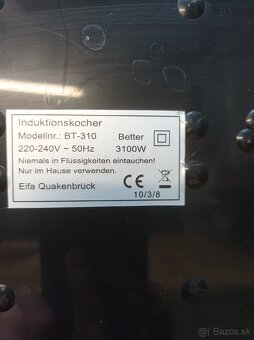 Induktionskocher
Modellnr.: BT-310 Better
220-240V ~ 50Hz 3100W
Niemals in Flüssigkeiten eintauchen!
Nur im Hause verwenden.
Eifa Quakenbrück CE
10/3/8
Bazos.sk